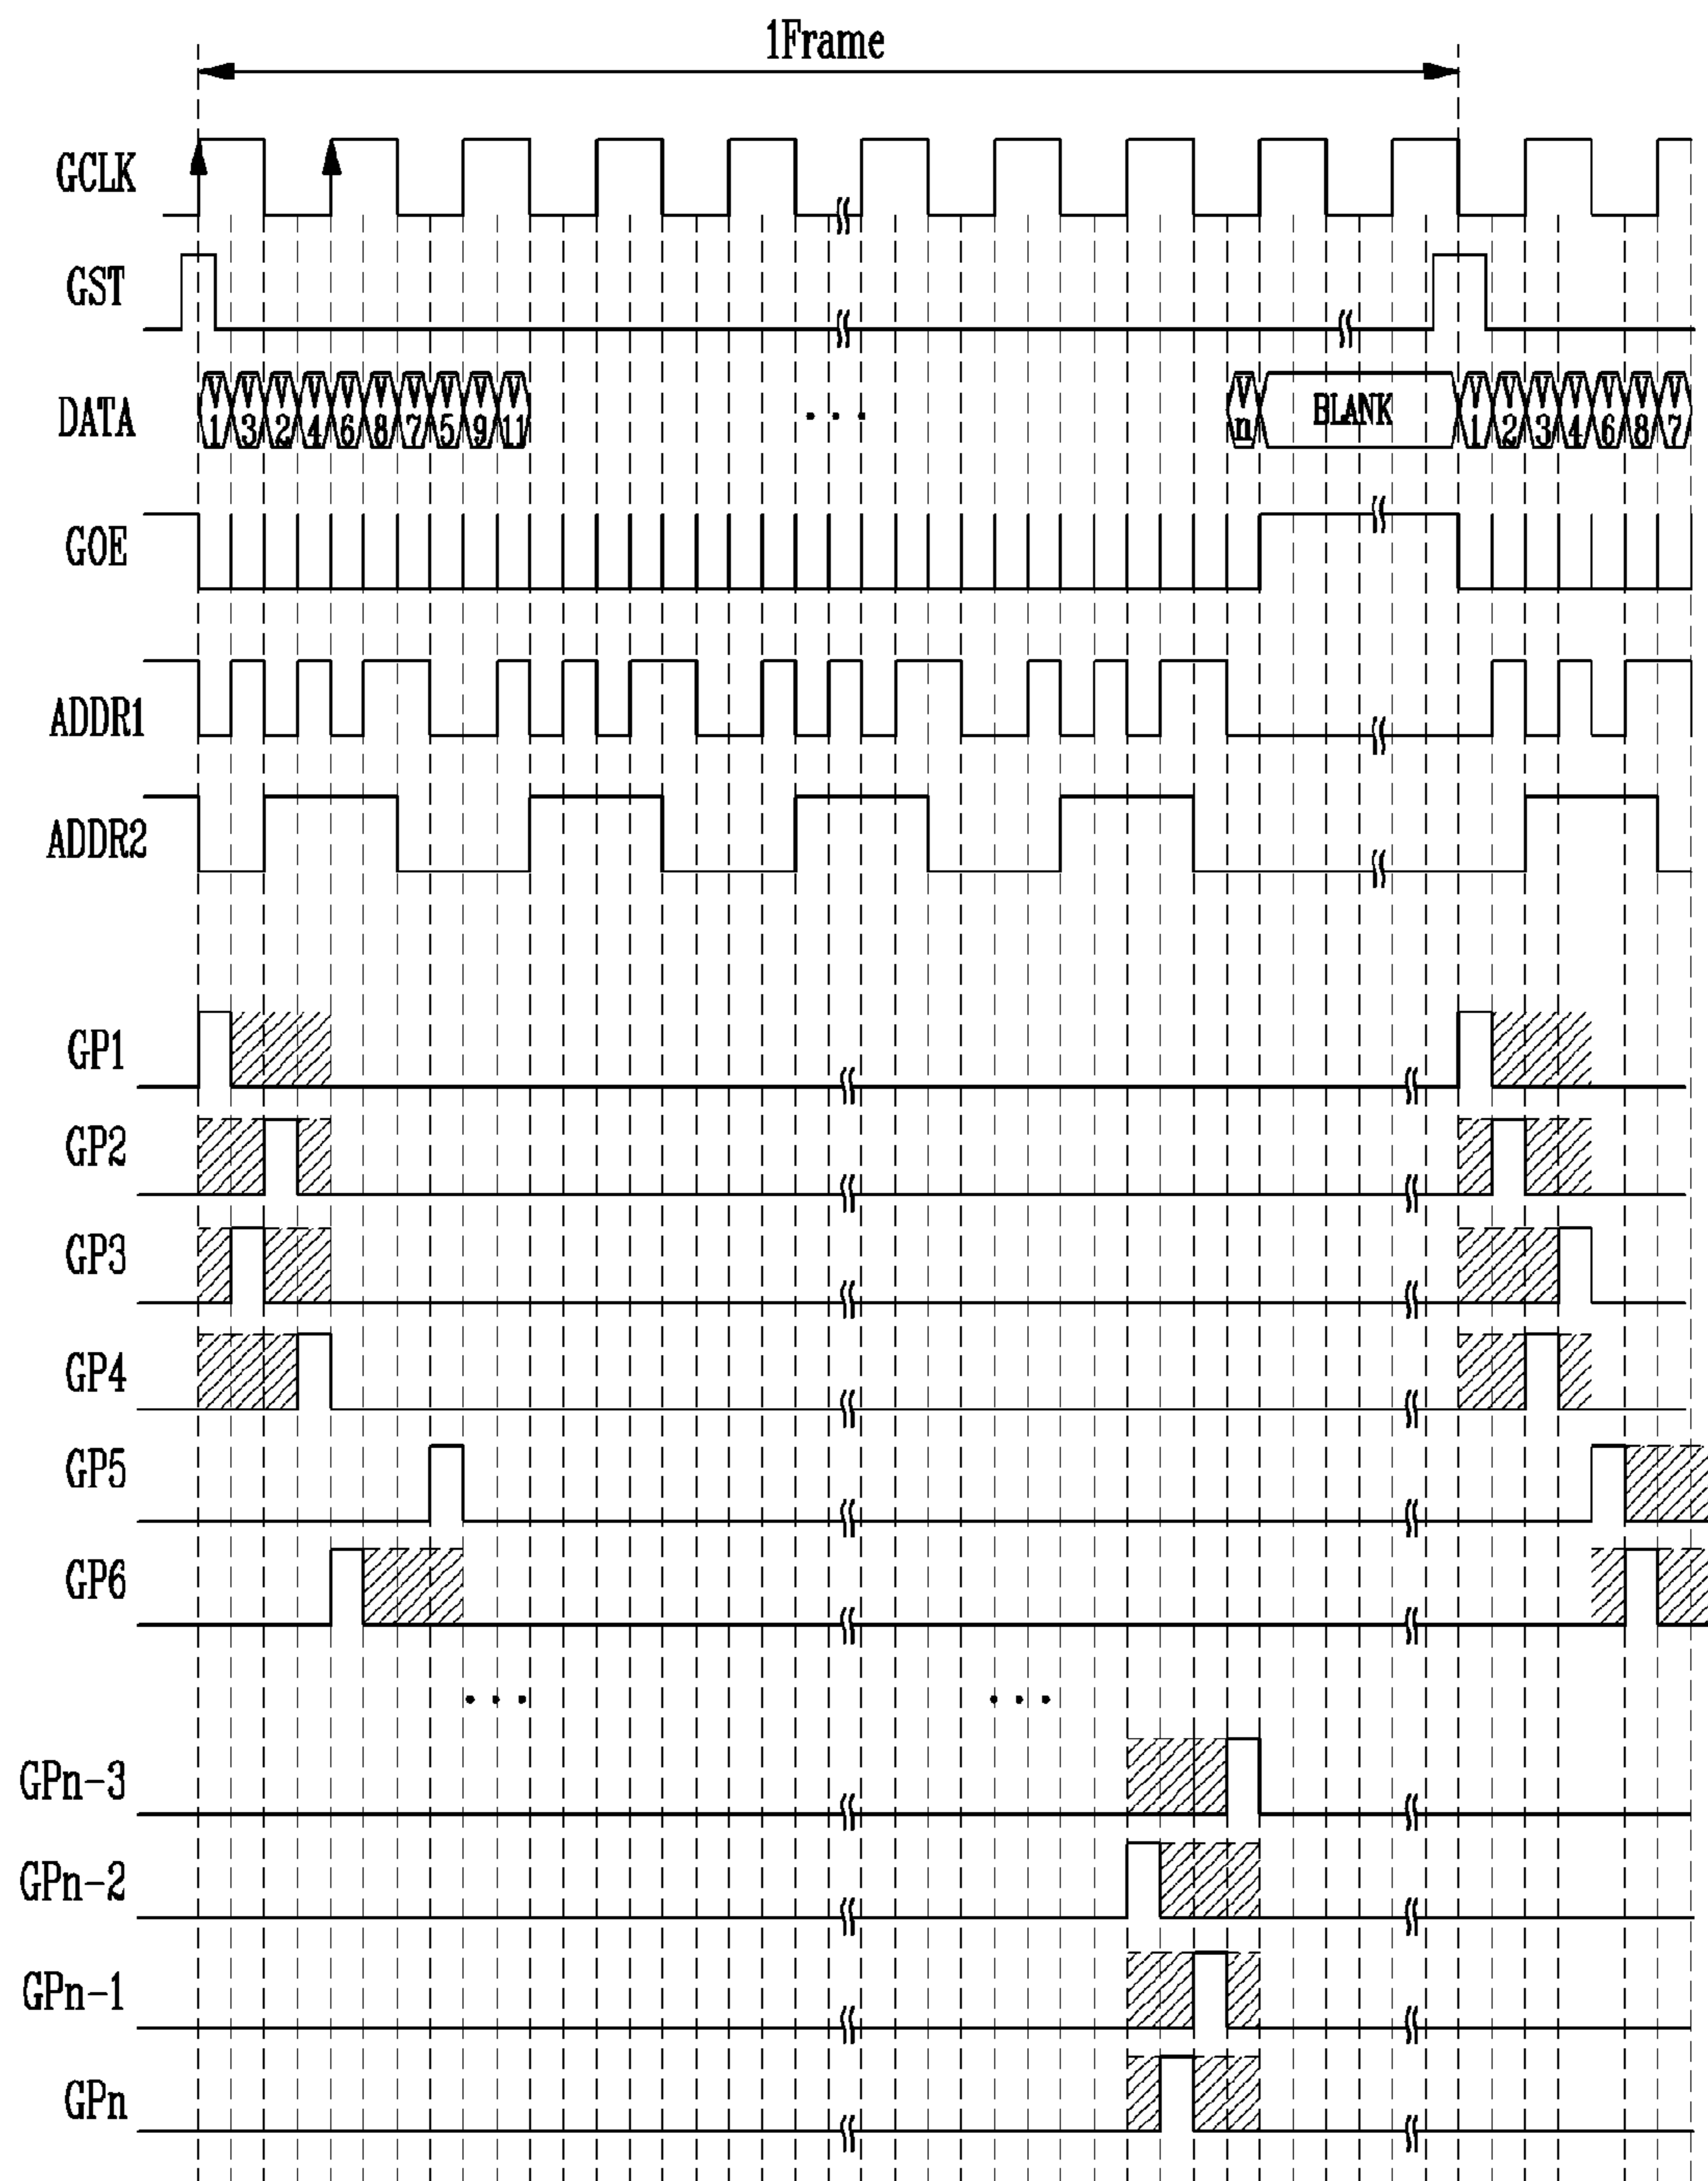 1Frame
GCLK
GST
DATA V1 V3 V2 V4 V6 V8 V7 V5 V9 V11 ... Vn BLANK V1 V2 V3 V4 V6 V8 V7
GOE
ADDR1
ADDR2
GP1
GP2
GP3
GP4
GP5
GP6
... ...
GPn-3
GPn-2
GPn-1
GPn